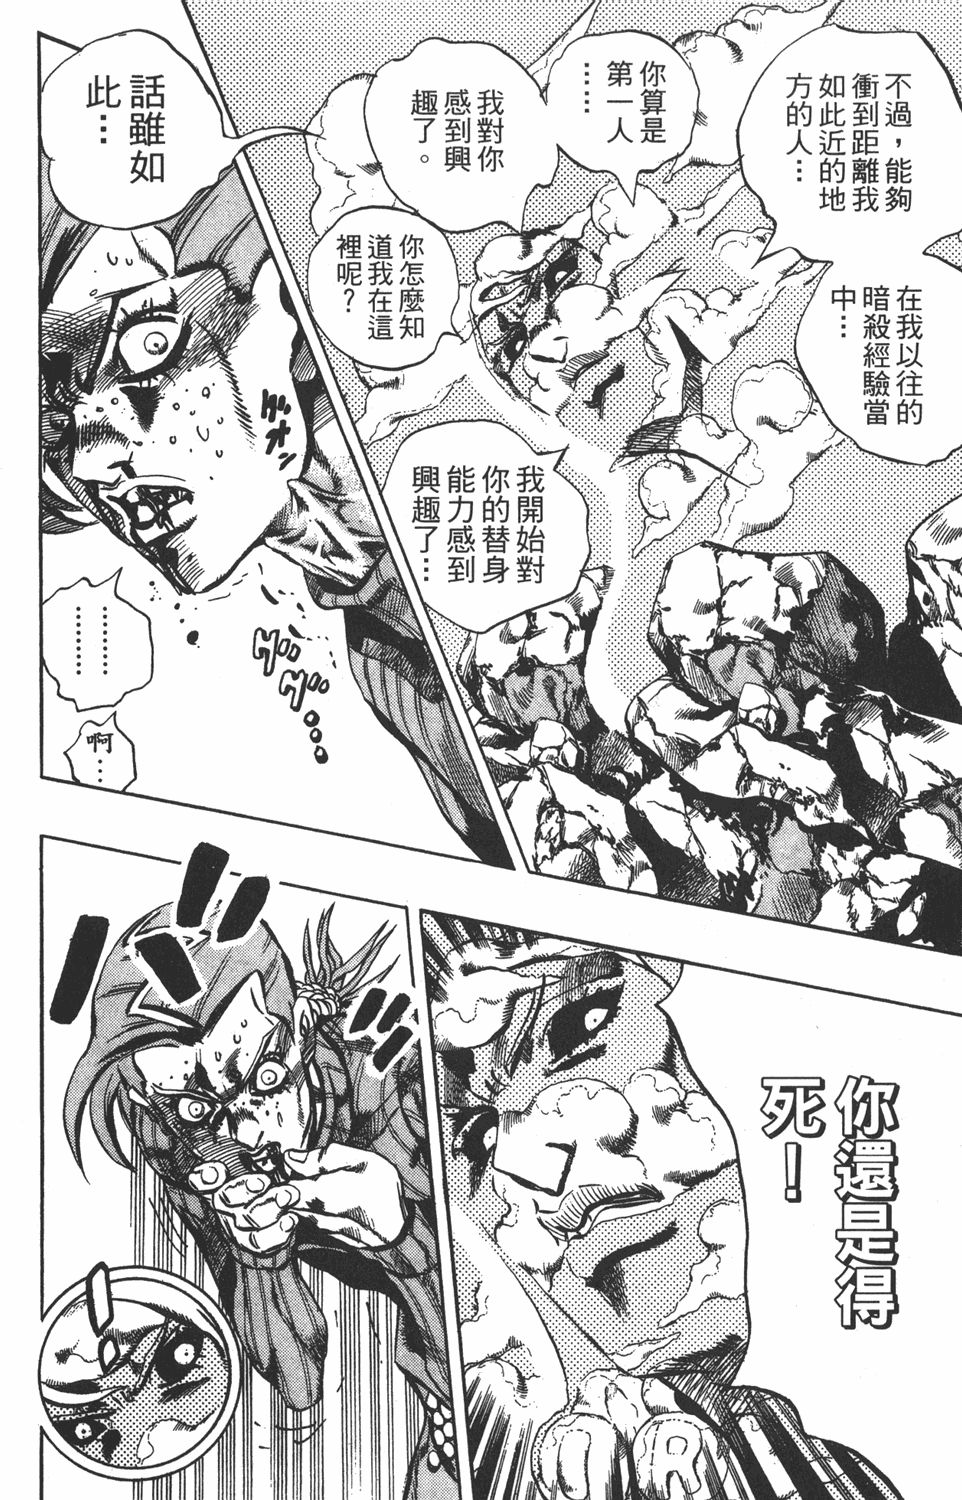 不過，能夠
衝到距離我
如此近的地
方的人…
在我以往的
暗殺經驗當
中…
你算是
第一人
……
我對你
感到興
趣了。
你怎麼知
道我在這
裡呢？
我開始對
你的替身
能力感到
興趣了…
話雖如
此…
………
………
啊…
你還是得
死！